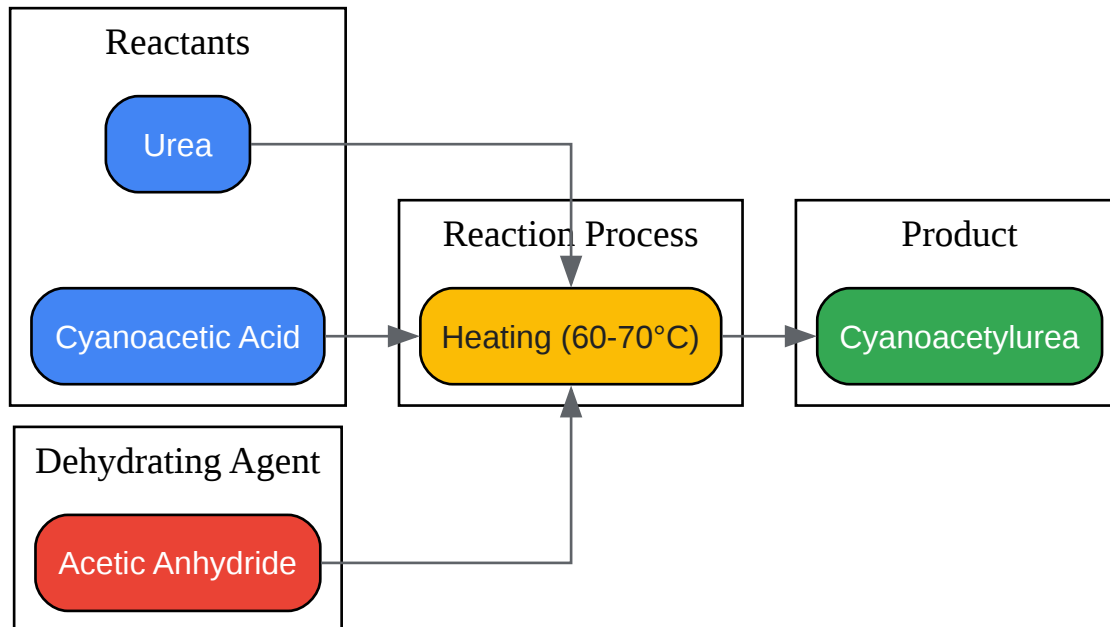 Reactants
Urea
Cyanoacetic Acid
Reaction Process
Heating (60-70°C)
Product
Cyanoacetylurea
Dehydrating Agent
Acetic Anhydride